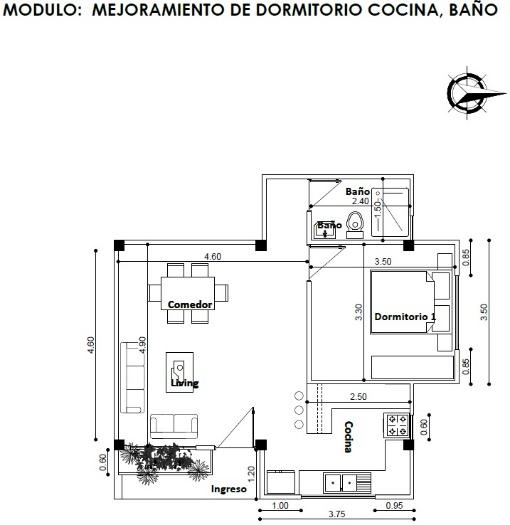 MODULO: MEJORAMIENTO DE DORMITORIO COCINA, BAÑO
Baño
2.40
1.50
Baño
4.60
3.50
0.85
Comedor
3.30
Dormitorio 1
3.50
4.60
4.90
Living
0.85
2.50
Cocina
0.60
0.60
1.20
Ingreso
1.00
0.95
3.75